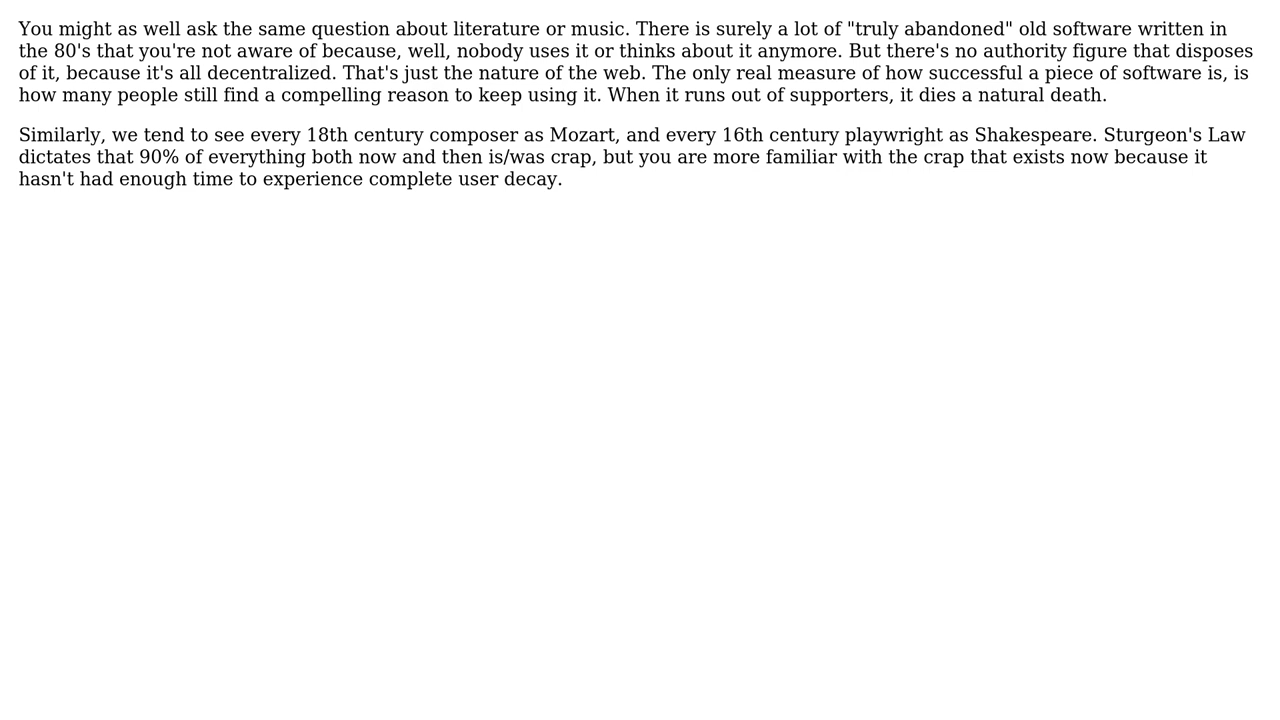 You might as well ask the same question about literature or music. There is surely a lot of "truly abandoned" old software written in
the 80's that you're not aware of because, well, nobody uses it or thinks about it anymore. But there's no authority figure that disposes
of it, because it's all decentralized. That's just the nature of the web. The only real measure of how successful a piece of software is, is
how many people still find a compelling reason to keep using it. When it runs out of supporters, it dies a natural death.
Similarly, we tend to see every 18th century composer as Mozart, and every 16th century playwright as Shakespeare. Sturgeon's Law
dictates that 90% of everything both now and then is/was crap, but you are more familiar with the crap that exists now because it
hasn't had enough time to experience complete user decay.